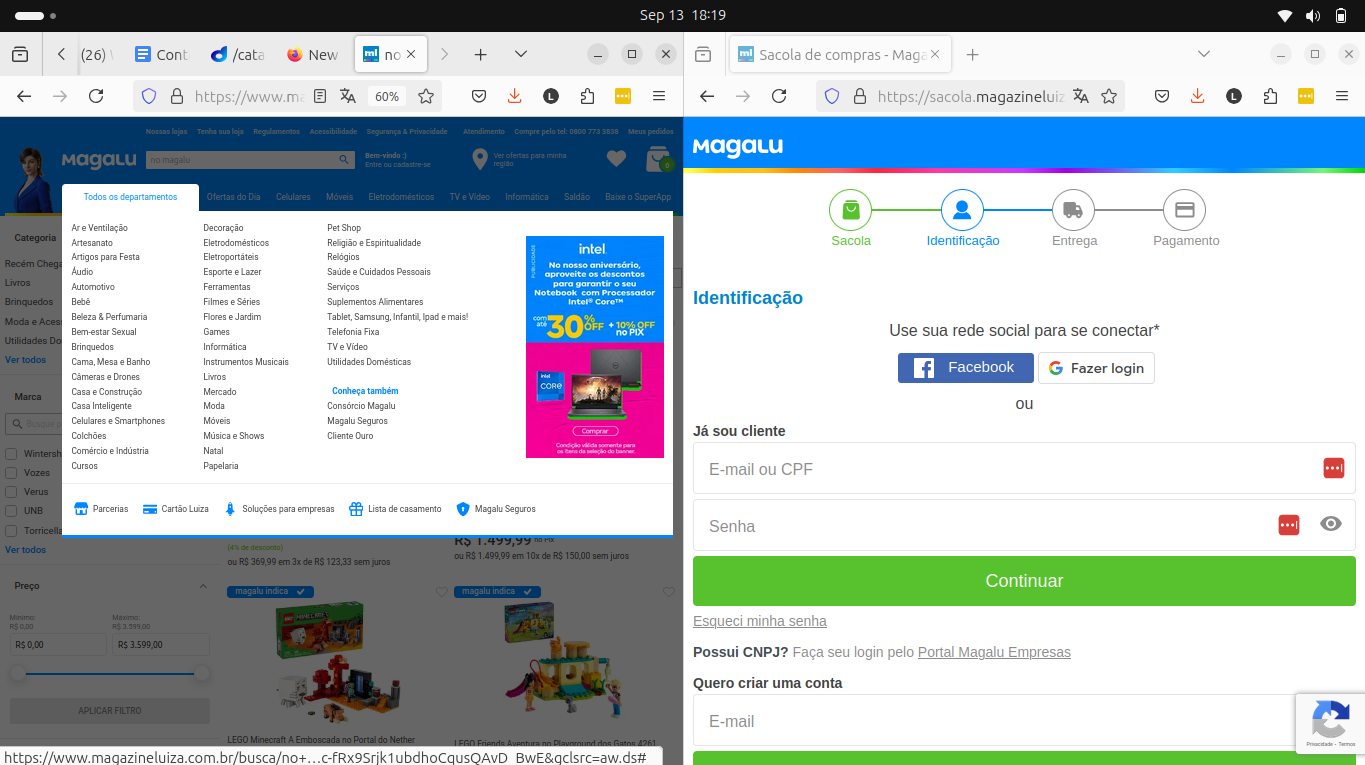 Sep 13 18:19
(26)
Cont
/cata
New
no
https://www.ma
60%
Nossas lojas Tenha sua loja Regulamentos Acessibilidade Segurança & Privacidade Atendimento Compre pelo tel: 0800 773 3838 Meus pedidos
Magalu
no magalu
Bem-vindo :)
Entre ou cadastre-se
Ver ofertas para minha
região
0
Todos os departamentos Ofertas do Dia Celulares Móveis Eletrodomésticos TV e Vídeo Informática Saldão Baixe o SuperApp
Categoria
Recém Chega
Livros
Brinquedos
Moda e Aces
Utilidades Do
Ver todos
Marca
Busque p
Wintersh
Vozes
Verus
UNB
Torricella
Ver todos
Ar e Ventilação
Artesanato
Artigos para Festa
Áudio
Automotivo
Bebê
Beleza & Perfumaria
Bem-estar Sexual
Brinquedos
Cama, Mesa e Banho
Câmeras e Drones
Casa e Construção
Casa Inteligente
Celulares e Smartphones
Colchões
Comércio e Indústria
Cursos
Decoração
Eletrodomésticos
Eletroportáteis
Esporte e Lazer
Ferramentas
Filmes e Séries
Flores e Jardim
Games
Informática
Instrumentos Musicais
Livros
Mercado
Moda
Móveis
Música e Shows
Natal
Papelaria
Pet Shop
Religião e Espiritualidade
Relógios
Saúde e Cuidados Pessoais
Serviços
Suplementos Alimentares
Tablet, Samsung, Infantil, Ipad e mais!
Telefonia Fixa
TV e Vídeo
Utilidades Domésticas
Conheça também
Consórcio Magalu
Magalu Seguros
Cliente Ouro
PUBLICIDADE
intel.
No nosso aniversário,
aproveite os descontos
para garantir o seu
Notebook com Processador
Intel® Core™
com até 30% OFF + 10% OFF no PIX
intel
CORE
Comprar
Condição válida somente para
os itens da seleção do banner.
Parcerias Cartão Luiza Soluções para empresas Lista de casamento Magalu Seguros
(4% de desconto)
ou R$ 369,99 em 3x de R$ 123,33 sem juros
R$ 1.499,99 no Pix
ou R$ 1.499,99 em 10x de R$ 150,00 sem juros
Preço
Mínimo:
R$ 0,00
Máximo:
R$ 3.599,00
R$ 0,00
R$ 3.599,00
APLICAR FILTRO
magalu indica
magalu indica
LEGO Minecraft A Emboscada no Portal do Nether
LEGO Friends Aventura no Playground dos Gatos 4261
https://www.magazineluiza.com.br/busca/no+…c-fRx9Srjk1ubdhoCqusQAvD_BwE&gclsrc=aw.ds#
Sacola de compras - Maga
https://sacola.magazineluiz
Magalu
Sacola
Identificação
Entrega
Pagamento
Identificação
Use sua rede social para se conectar*
Facebook
Fazer login
ou
Já sou cliente
E-mail ou CPF
Senha
Continuar
Esqueci minha senha
Possui CNPJ? Faça seu login pelo Portal Magalu Empresas
Quero criar uma conta
E-mail
Privacidade - Termos